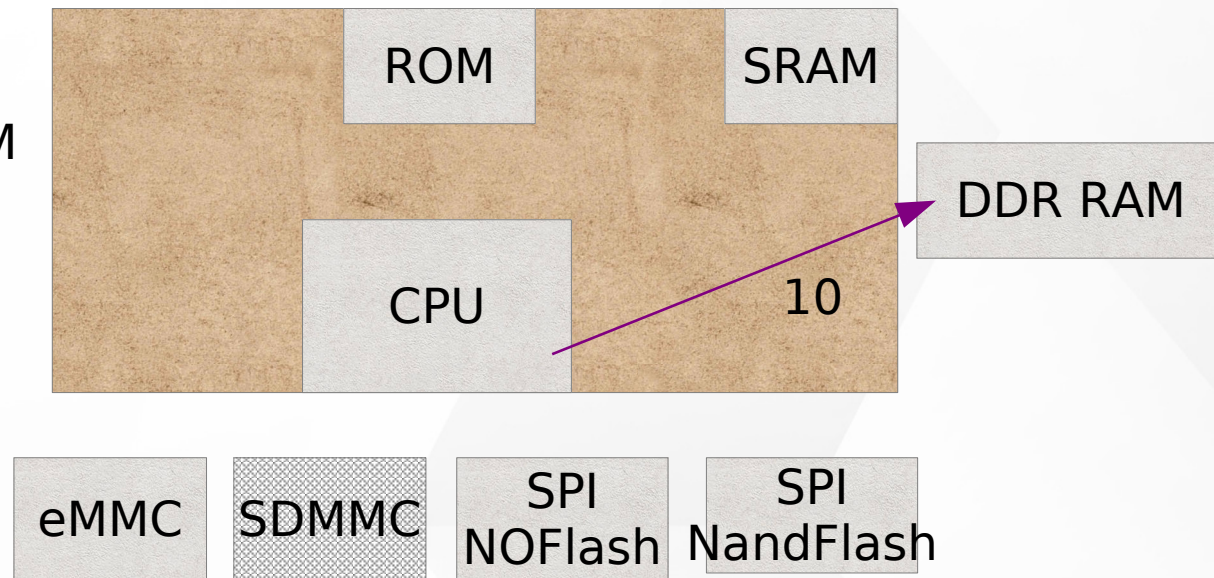 ROM
SRAM
M
DDR RAM
CPU
10
eMMC
SDMMC
SPI
NOFlash
SPI
NandFlash